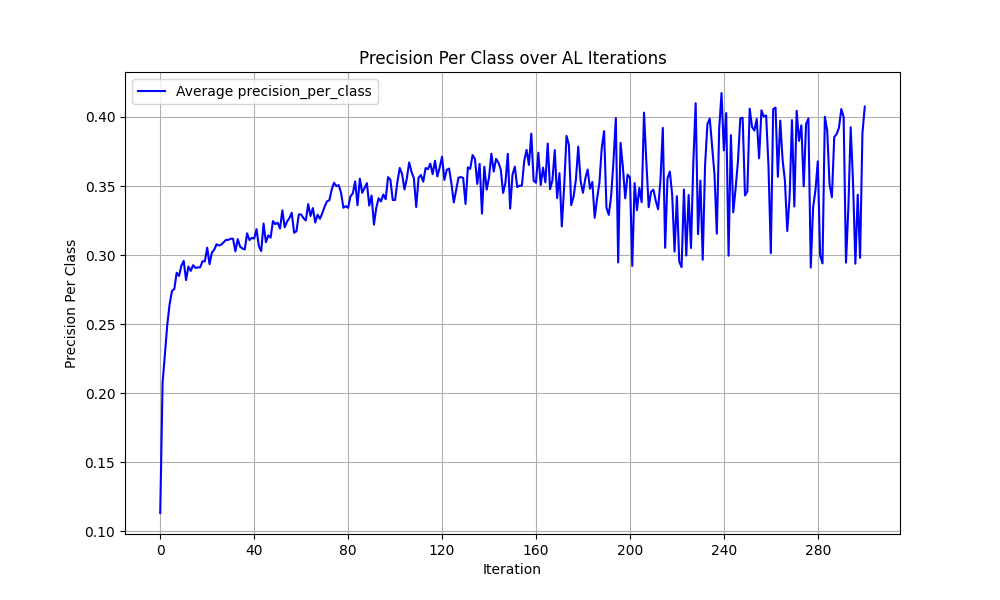 Precision Per Class over AL Iterations
Average precision_per_class
Precision Per Class
0.40
0.35
0.30
0.25
0.20
0.15
0.10
0 40 80 120 160 200 240 280
Iteration